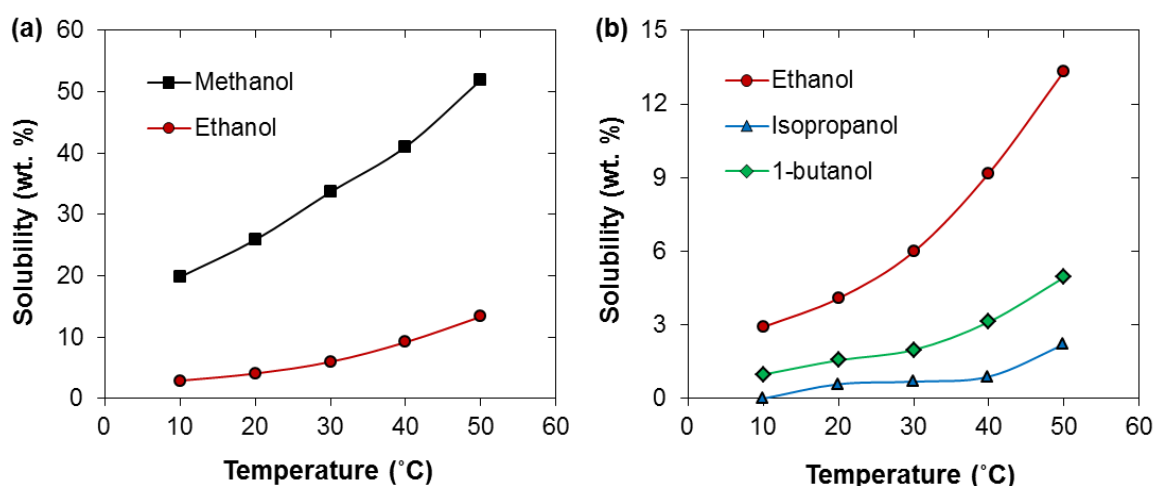 (a)
60
50
40
30
20
10
0
Solubility (wt. %)
Methanol
Ethanol
0 10 20 30 40 50 60
Temperature (˚C)
(b)
15
12
9
6
3
0
Solubility (wt. %)
Ethanol
Isopropanol
1-butanol
0 10 20 30 40 50 60
Temperature (˚C)